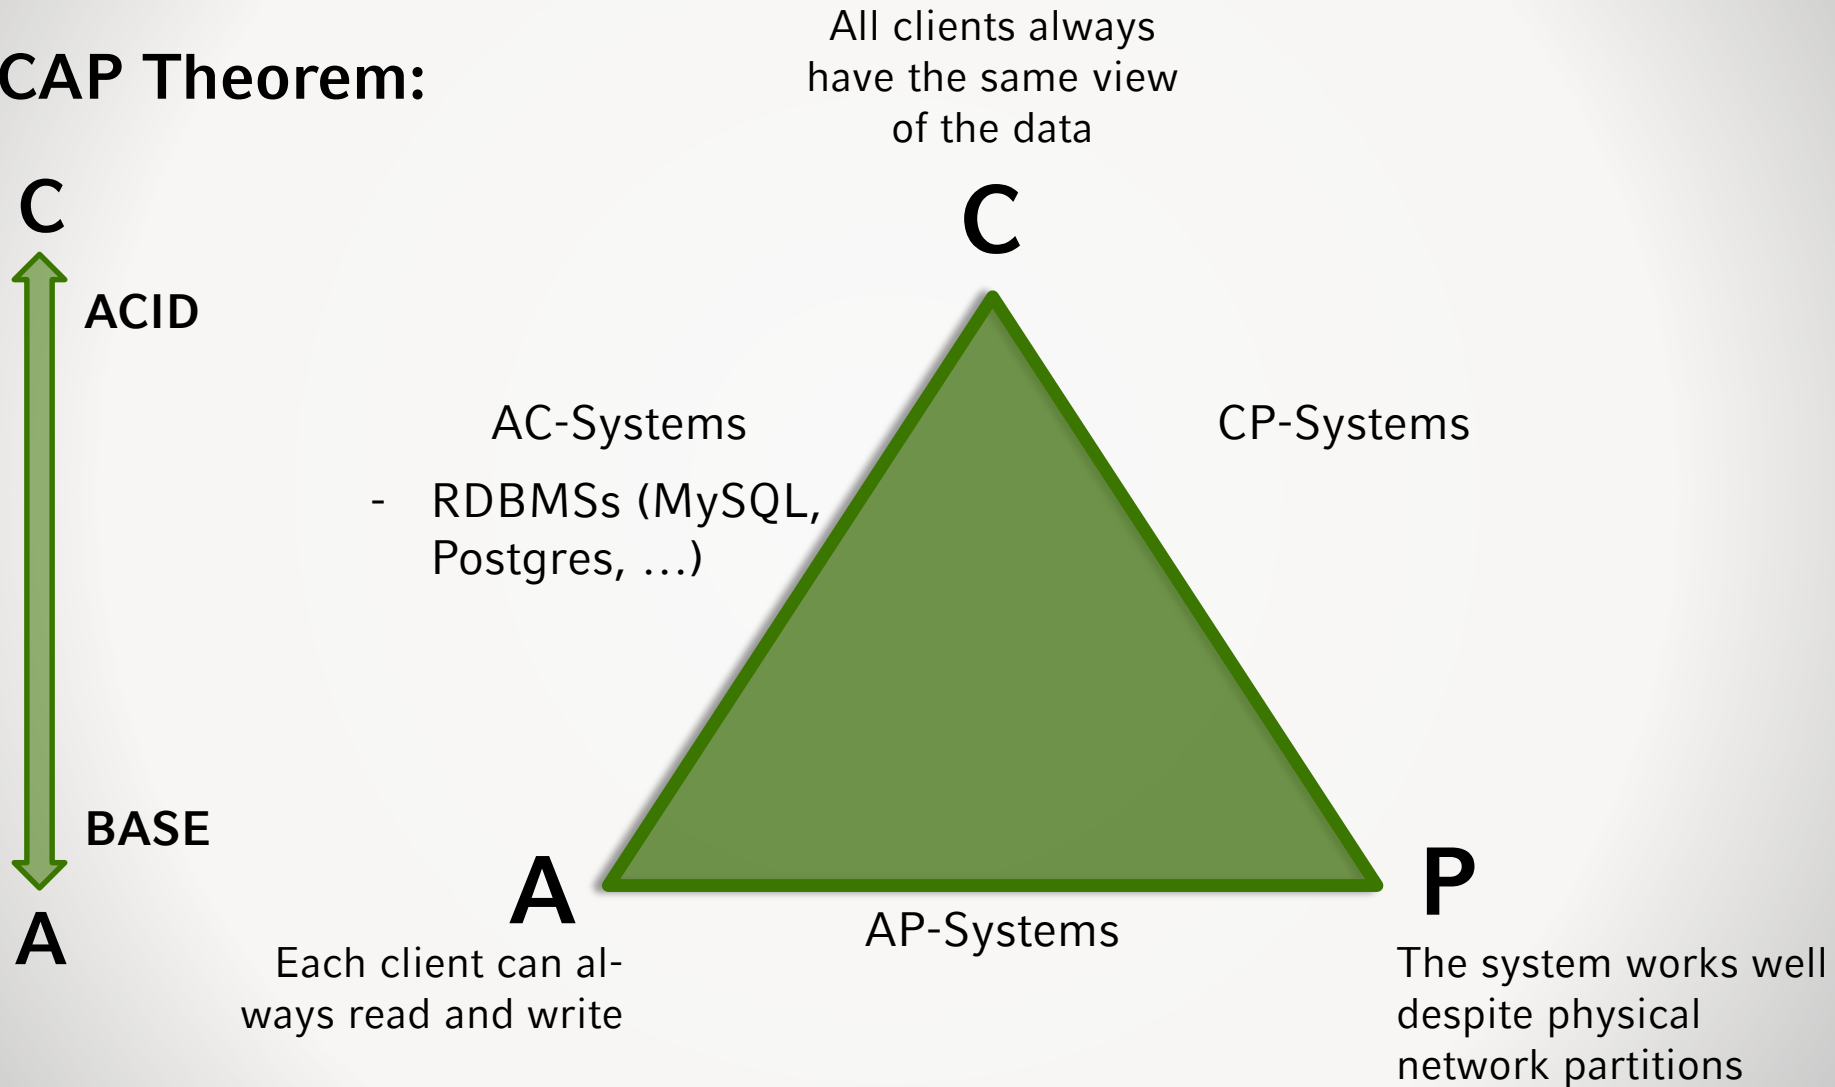 CAP Theorem:
All clients always
have the same view
of the data
C
C
ACID
AC-Systems
CP-Systems
- RDBMSs (MySQL,
Postgres, …)
BASE
A
A
P
AP-Systems
Each client can al-
ways read and write
The system works well
despite physical
network partitions